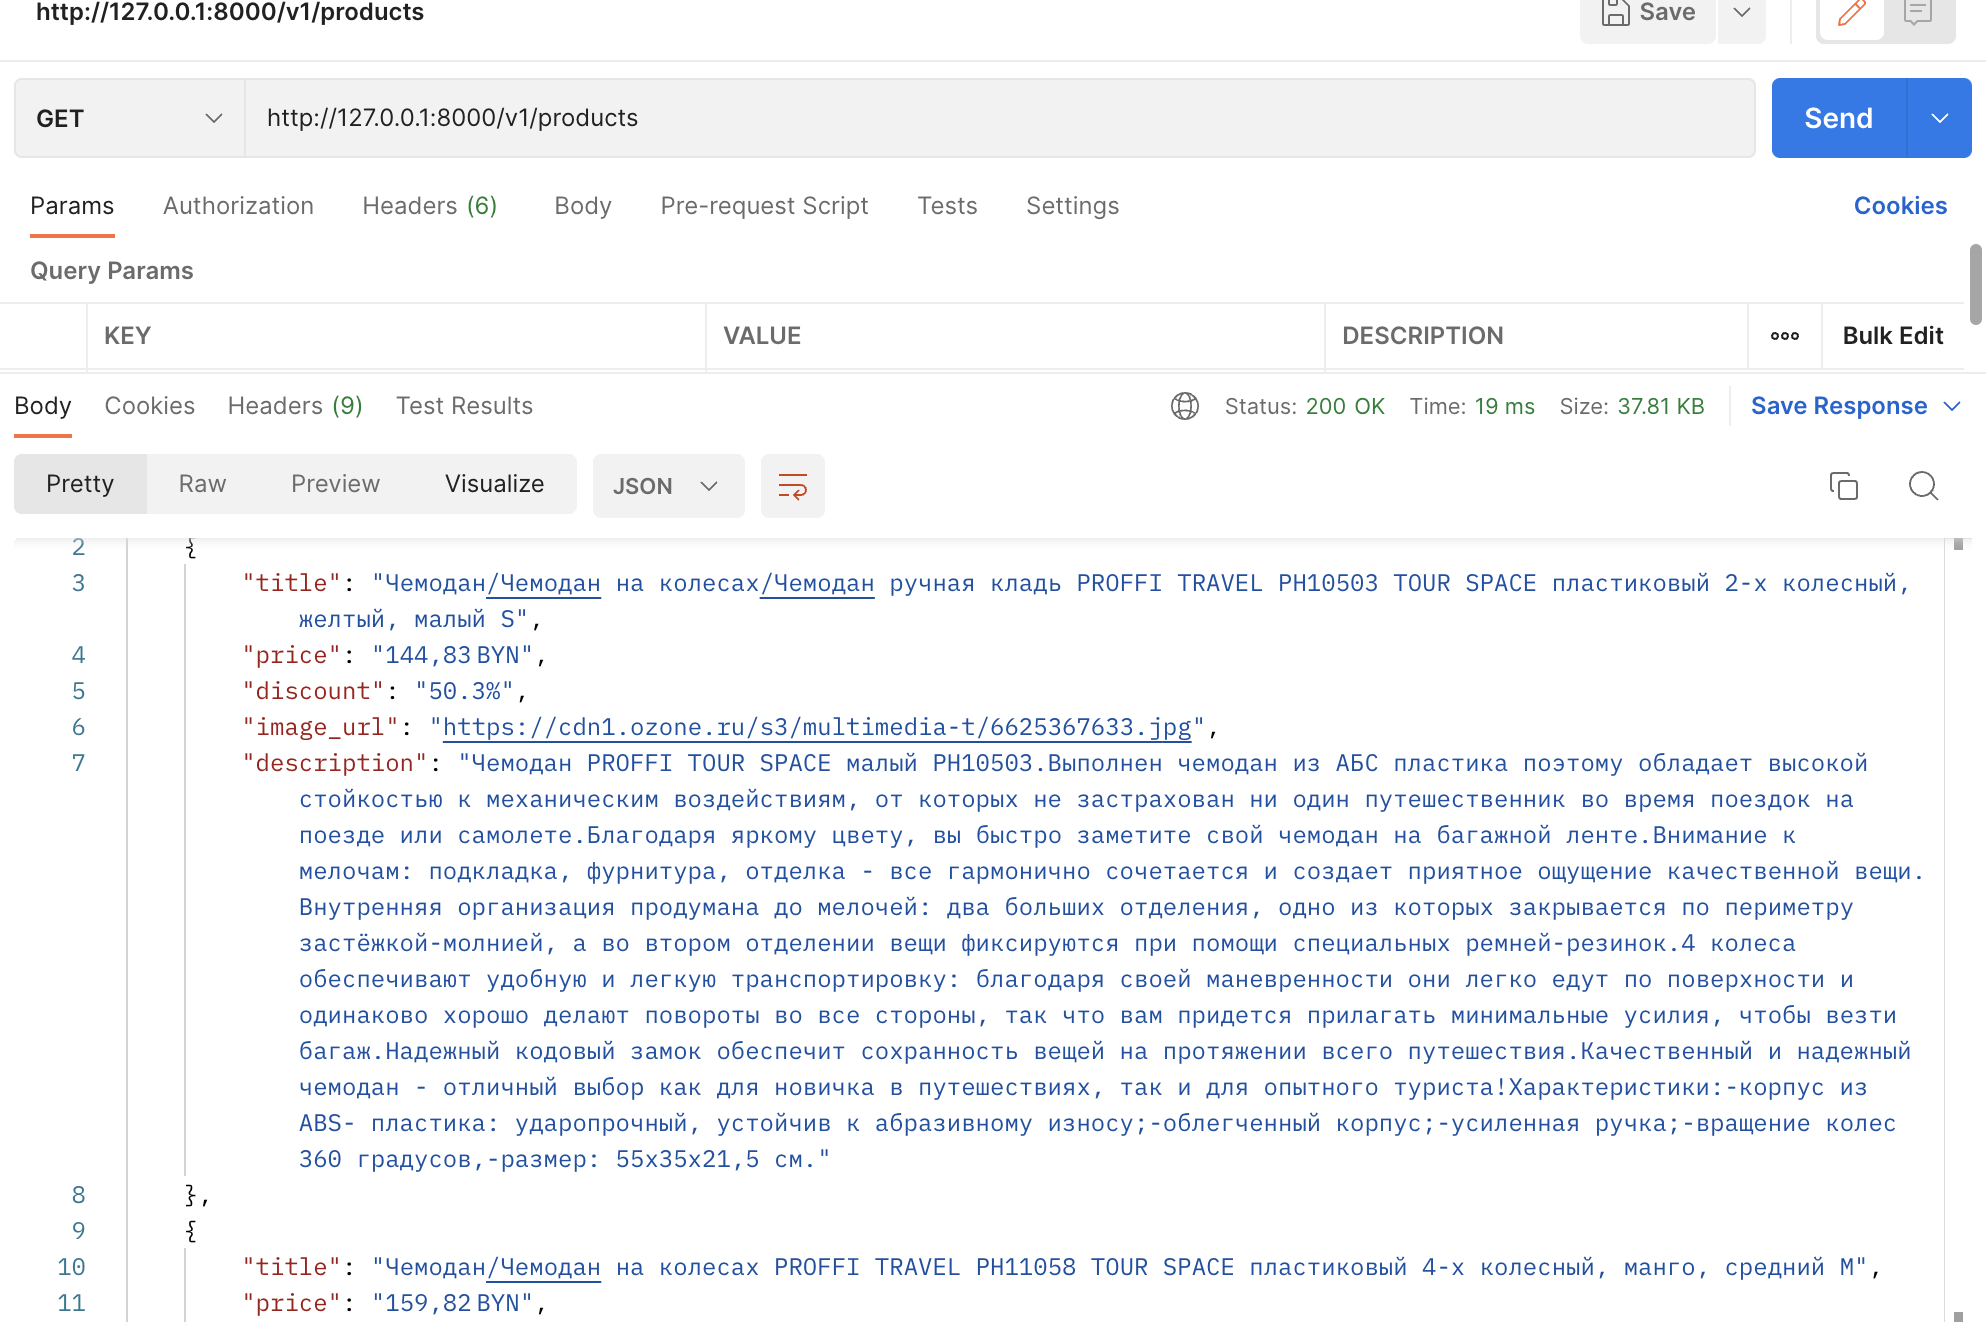 http://127.0.0.1:8000/v1/products
Save
GET
http://127.0.0.1:8000/v1/products
Send
Params Authorization Headers (6) Body Pre-request Script Tests Settings Cookies
Query Params
KEY VALUE DESCRIPTION ooo Bulk Edit
Body Cookies Headers (9) Test Results Status: 200 OK Time: 19 ms Size: 37.81 KB Save Response
Pretty Raw Preview Visualize JSON
2 {
3 "title": "Чемодан/Чемодан на колесах/Чемодан ручная кладь PROFFI TRAVEL PH10503 TOUR SPACE пластиковый 2-х колесный,
желтый, малый S",
4 "price": "144,83 BYN",
5 "discount": "50.3%",
6 "image_url": "https://cdn1.ozone.ru/s3/multimedia-t/6625367633.jpg",
7 "description": "Чемодан PROFFI TOUR SPACE малый PH10503.Выполнен чемодан из АБС пластика поэтому обладает высокой
стойкостью к механическим воздействиям, от которых не застрахован ни один путешественник во время поездок на
поезде или самолете.Благодаря яркому цвету, вы быстро заметите свой чемодан на багажной ленте.Внимание к
мелочам: подкладка, фурнитура, отделка - все гармонично сочетается и создает приятное ощущение качественной вещи.
Внутренняя организация продумана до мелочей: два больших отделения, одно из которых закрывается по периметру
застёжкой-молнией, а во втором отделении вещи фиксируются при помощи специальных ремней-резинок.4 колеса
обеспечивают удобную и легкую транспортировку: благодаря своей маневренности они легко едут по поверхности и
одинаково хорошо делают повороты во все стороны, так что вам придется прилагать минимальные усилия, чтобы везти
багаж.Надежный кодовый замок обеспечит сохранность вещей на протяжении всего путешествия.Качественный и надежный
чемодан - отличный выбор как для новичка в путешествиях, так и для опытного туриста!Характеристики:-корпус из
ABS- пластика: ударопрочный, устойчив к абразивному износу;-облегченный корпус;-усиленная ручка;-вращение колес
360 градусов,-размер: 55х35х21,5 см."
8 },
9 {
10 "title": "Чемодан/Чемодан на колесах PROFFI TRAVEL PH11058 TOUR SPACE пластиковый 4-х колесный, манго, средний M",
11 "price": "159,82 BYN",